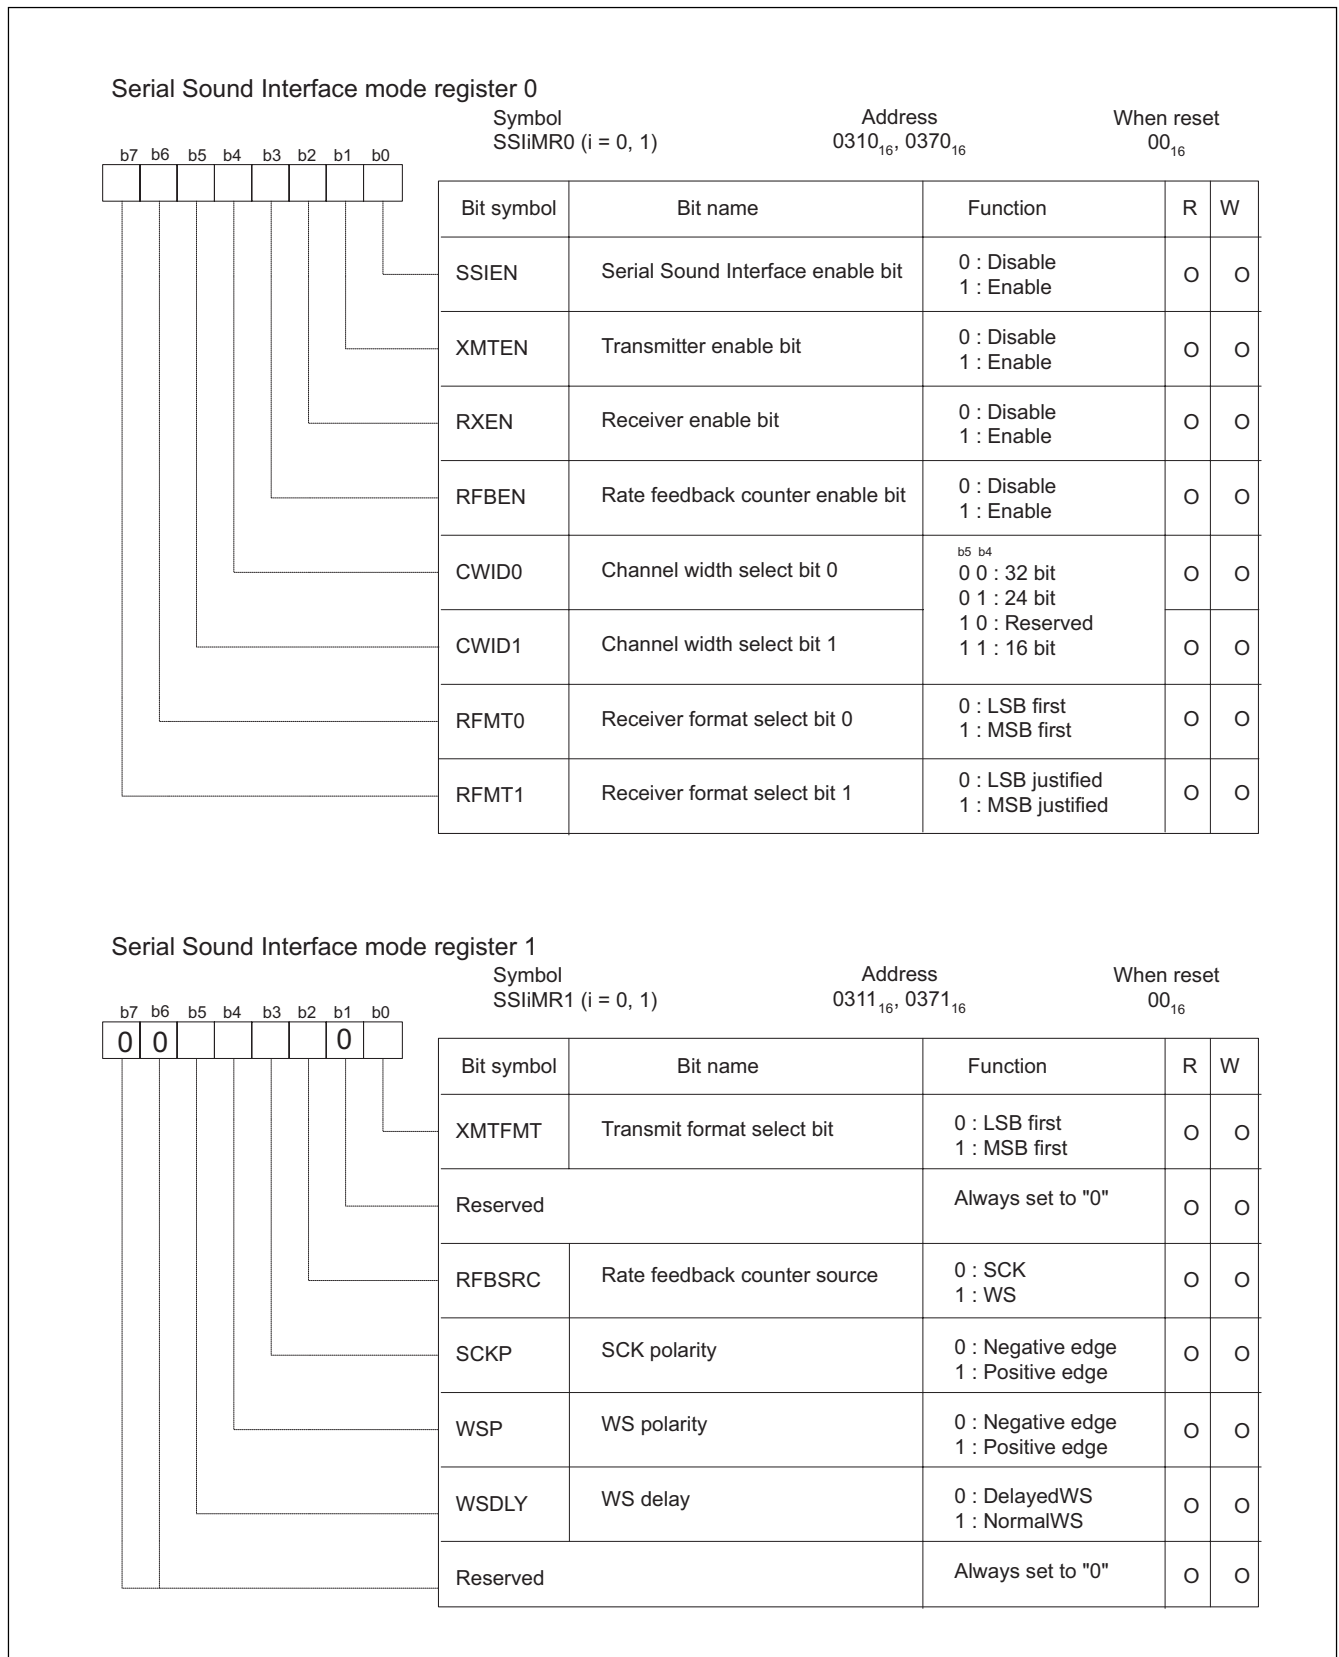 Serial Sound Interface mode register 0
Symbol Address When reset
SSIiMR0 (i = 0, 1) 0310₁₆, 0370₁₆ 00₁₆
b7 b6 b5 b4 b3 b2 b1 b0
Bit symbol Bit name Function R W
SSIEN Serial Sound Interface enable bit 0 : Disable
1 : Enable O O
XMTEN Transmitter enable bit 0 : Disable
1 : Enable O O
RXEN Receiver enable bit 0 : Disable
1 : Enable O O
RFBEN Rate feedback counter enable bit 0 : Disable
1 : Enable O O
b5 b4
CWID0 Channel width select bit 0 0 0 : 32 bit O O
0 1 : 24 bit
1 0 : Reserved
CWID1 Channel width select bit 1 1 1 : 16 bit O O
RFMT0 Receiver format select bit 0 0 : LSB first
1 : MSB first O O
RFMT1 Receiver format select bit 1 0 : LSB justified
1 : MSB justified O O
Serial Sound Interface mode register 1
Symbol Address When reset
SSIiMR1 (i = 0, 1) 0311₁₆, 0371₁₆ 00₁₆
b7 b6 b5 b4 b3 b2 b1 b0
0 0 0
Bit symbol Bit name Function R W
XMTFMT Transmit format select bit 0 : LSB first
1 : MSB first O O
Reserved Always set to "0" O O
RFBSRC Rate feedback counter source 0 : SCK
1 : WS O O
SCKP SCK polarity 0 : Negative edge
1 : Positive edge O O
WSP WS polarity 0 : Negative edge
1 : Positive edge O O
WSDLY WS delay 0 : DelayedWS
1 : NormalWS O O
Reserved Always set to "0" O O